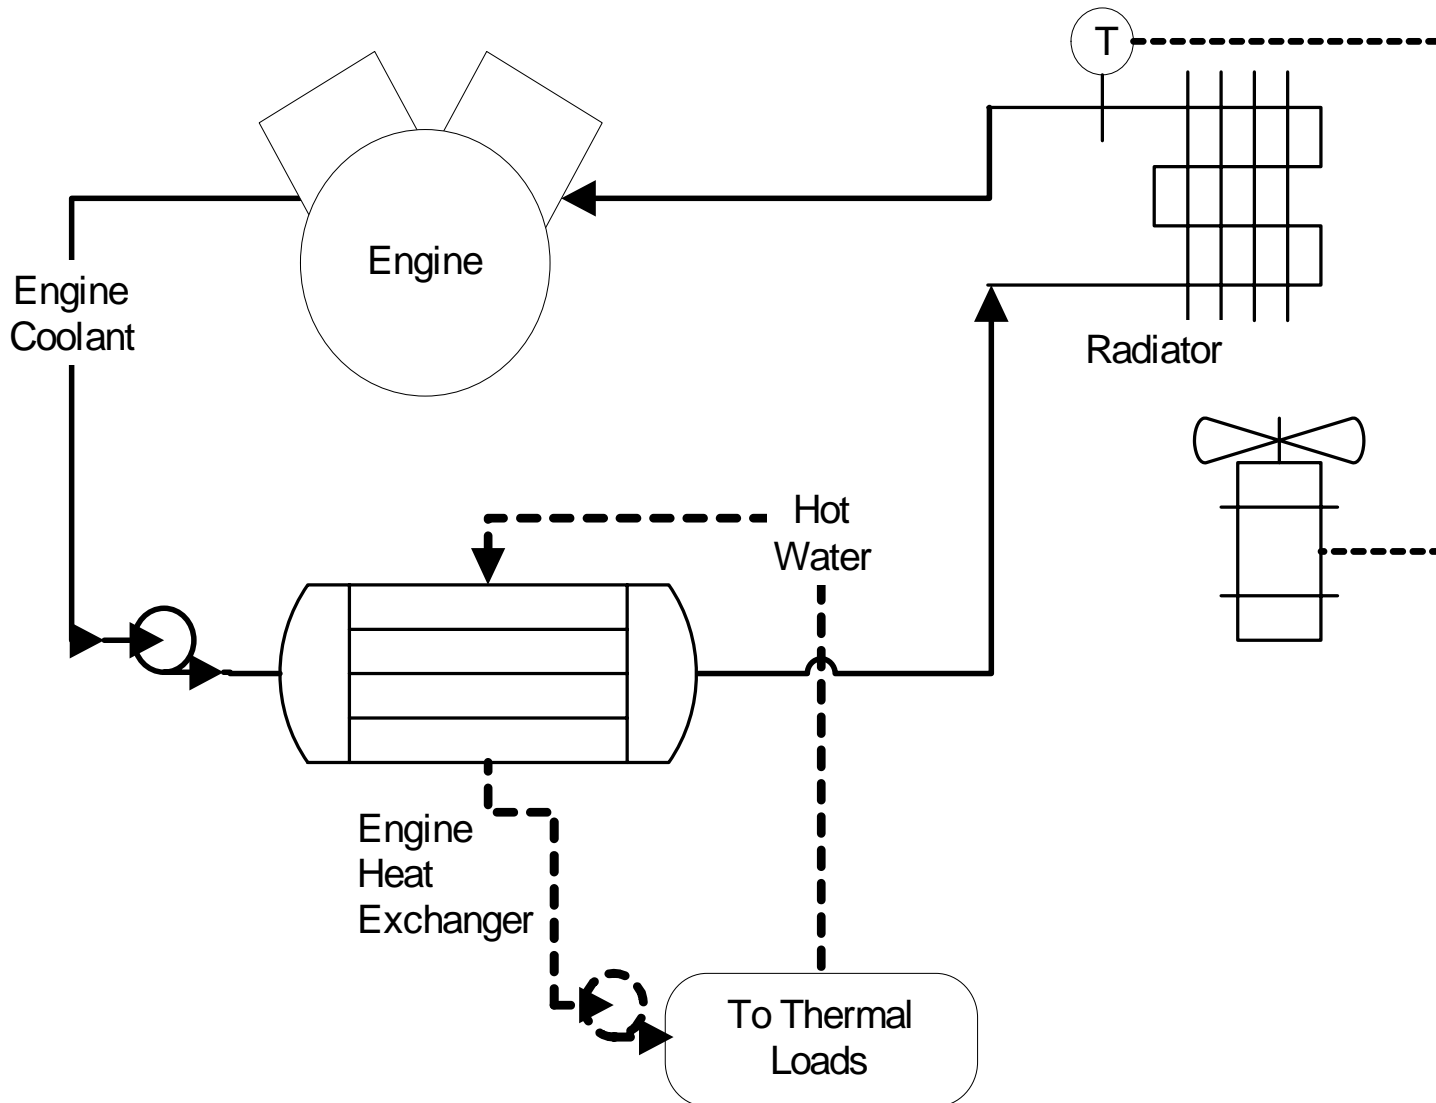 T
Engine
Engine
Coolant
Radiator
Hot
Water
Engine
Heat
Exchanger
To Thermal
Loads